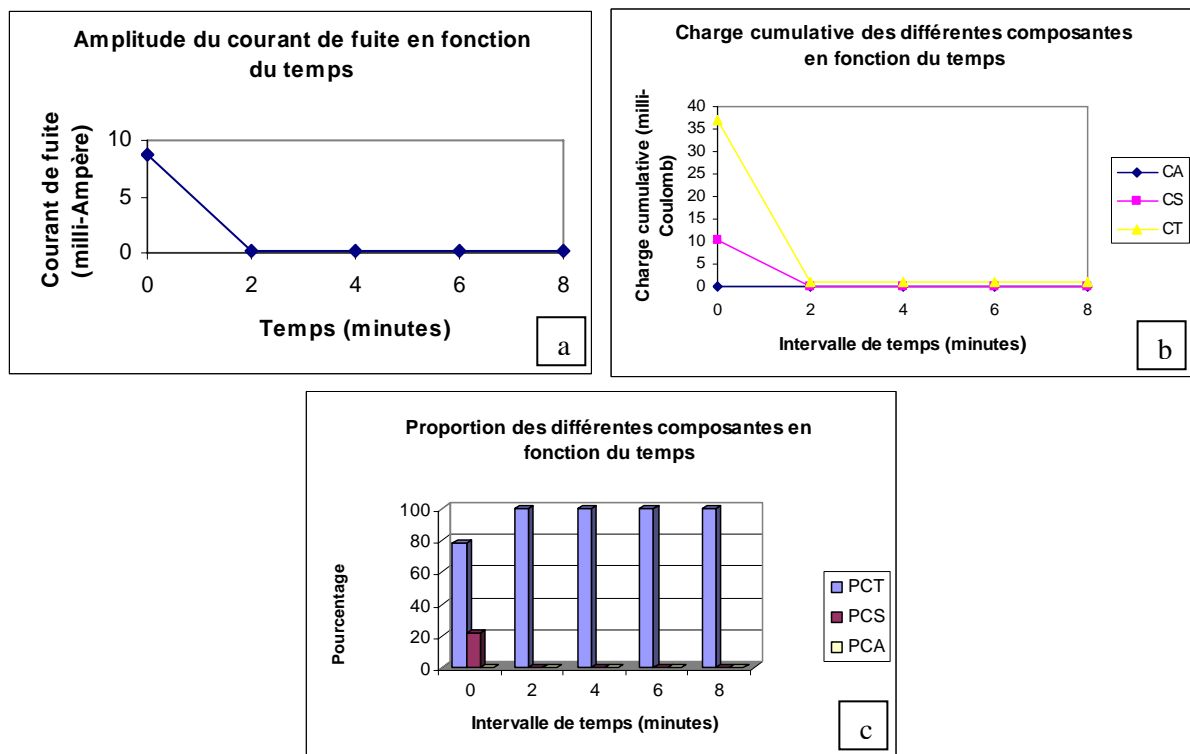 Amplitude du courant de fuite en fonction
du temps
Courant de fuite
(milli-Ampère)
10
5
0
0 2 4 6 8
Temps (minutes)
a
Charge cumulative des différentes composantes
en fonction du temps
Charge cumulative (milli-
Coulomb)
40
35
30
25
20
15
10
5
0
0 2 4 6 8
Intervalle de temps (minutes)
CA
CS
CT
b
Proportion des différentes composantes en
fonction du temps
Pourcentage
100
80
60
40
20
0
0 2 4 6 8
Intervalle de temps (minutes)
PCT
PCS
PCA
c